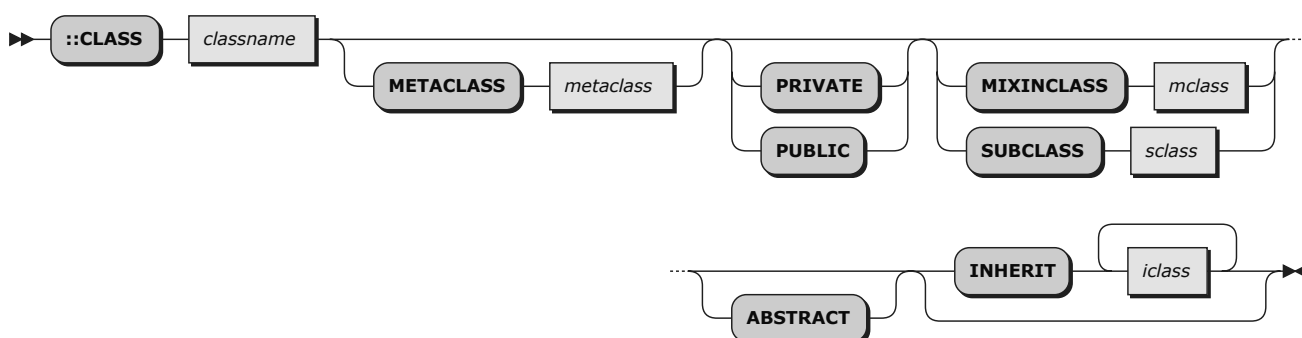 ::CLASS classname
METACLASS metaclass PRIVATE MIXINCLASS mclass
PUBLIC SUBCLASS sclass
INHERIT iclass
ABSTRACT